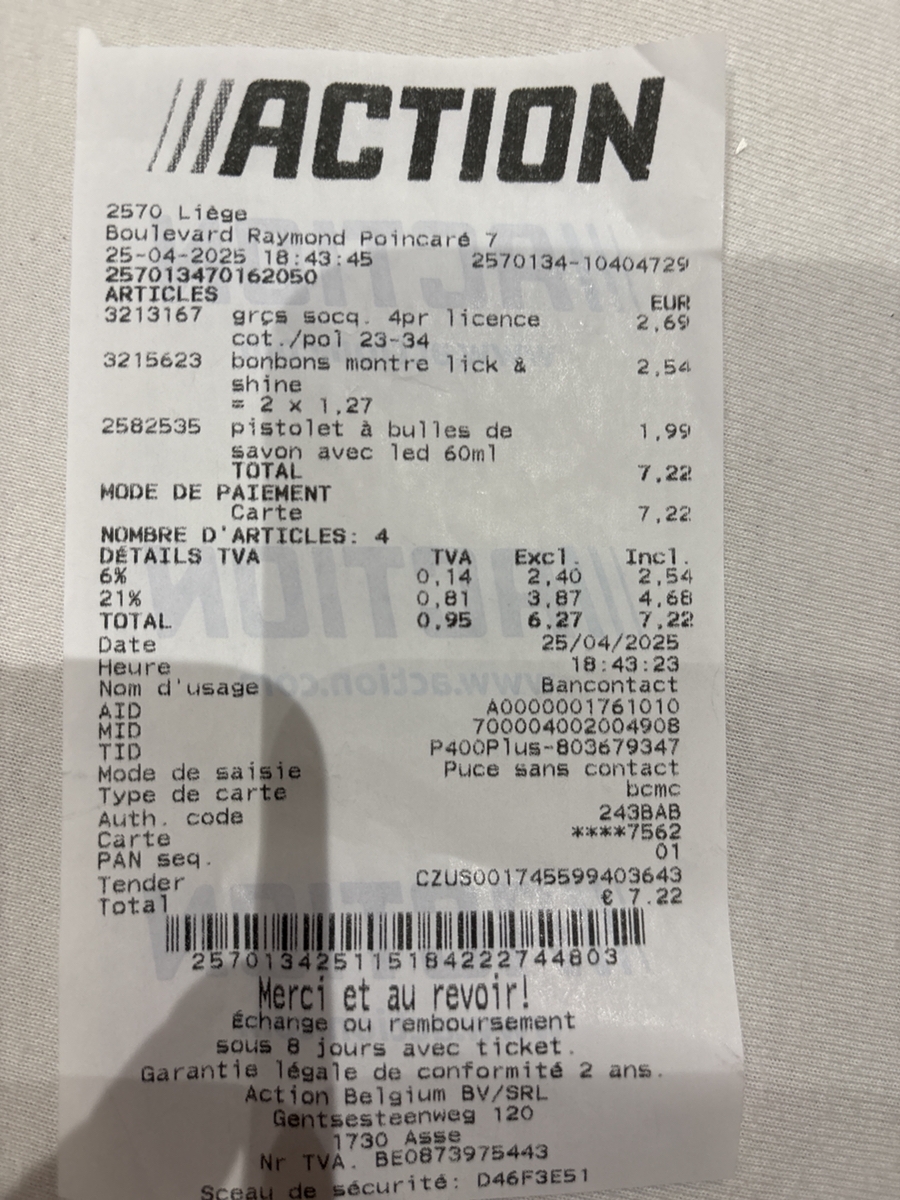 ACTION
2570 Liège
Boulevard Raymond Poincaré 7
25-04-2025 18:43:45 2570134-10404729
257013470162050
ARTICLES EUR
3213167 grçs socq. 4pr licence 2,69
cot./pol 23-34
3215623 bonbons montre lick & 2,54
shine
= 2 x 1,27
2582535 pistolet à bulles de 1,99
savon avec led 60ml
TOTAL 7,22
MODE DE PAIEMENT
Carte 7,22
NOMBRE D'ARTICLES: 4
DÉTAILS TVA TVA Excl. Incl.
6% 0,14 2,40 2,54
21% 0,81 3,87 4,68
TOTAL 0,95 6,27 7,22
Date 25/04/2025
Heure 18:43:23
Nom d'usage Bancontact
AID A0000001761010
MID 7000004002004908
TID P400Plus-803679347
Mode de saisie Puce sans contact
Type de carte bcmc
Auth. code 243BAB
Carte ****7562
PAN seq. 01
Tender CZUS001745599403643
Total € 7.22
2570134251151842227448​03
Merci et au revoir!
Échange ou remboursement
sous 8 jours avec ticket.
Garantie légale de conformité 2 ans.
Action Belgium BV/SRL
Gentsesteenweg 120
1730 Asse
Nr TVA. BE0873975443
Sceau de sécurité: D46F3E51